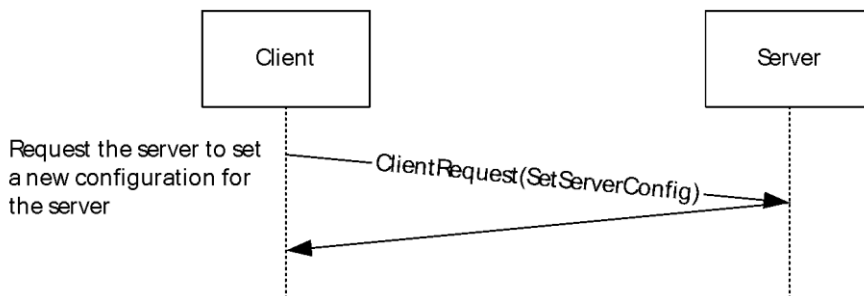 Client
Server
Request the server to set
a new configuration for
the server
ClientRequest(SetServerConfig)